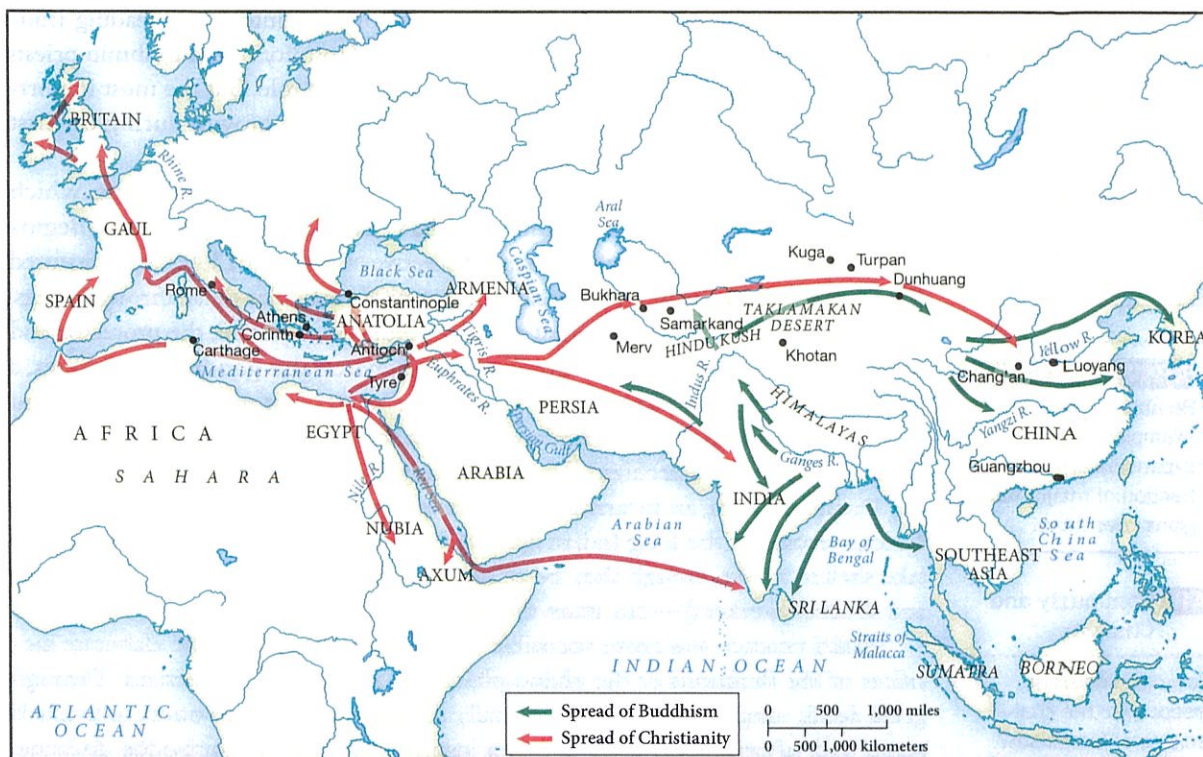 BRITAIN
Rhine R.
GAUL
SPAIN
Rome
Carthage
Athens
Corinth
Mediterranean Sea
Black Sea
Constantinople
ANATOLIA
ARMENIA
Antioch
Tyre
Tigris R.
Euphrates R.
Caspian Sea
Aral Sea
Bukhara
Samarkand
Merv
HINDU KUSH
Kuga
Turpan
Dunhuang
TAKLAMAKAN
DESERT
Khotan
KOREA
Yellow R.
Chang'an
Luoyang
Yangzi R.
CHINA
Guangzhou
HIMALAYAS
Indus R.
Ganges R.
INDIA
PERSIA
Persian Gulf
ARABIA
EGYPT
AFRICA
SAHARA
Nile R.
Red Sea
NUBIA
AXUM
Arabian
Sea
Bay of
Bengal
SRI LANKA
SOUTHEAST
ASIA
South
China
Sea
Straits of
Malacca
SUMATRA
BORNEO
INDIAN OCEAN
ATLANTIC
OCEAN
Spread of Buddhism
Spread of Christianity
0 500 1,000 miles
0 500 1,000 kilometers